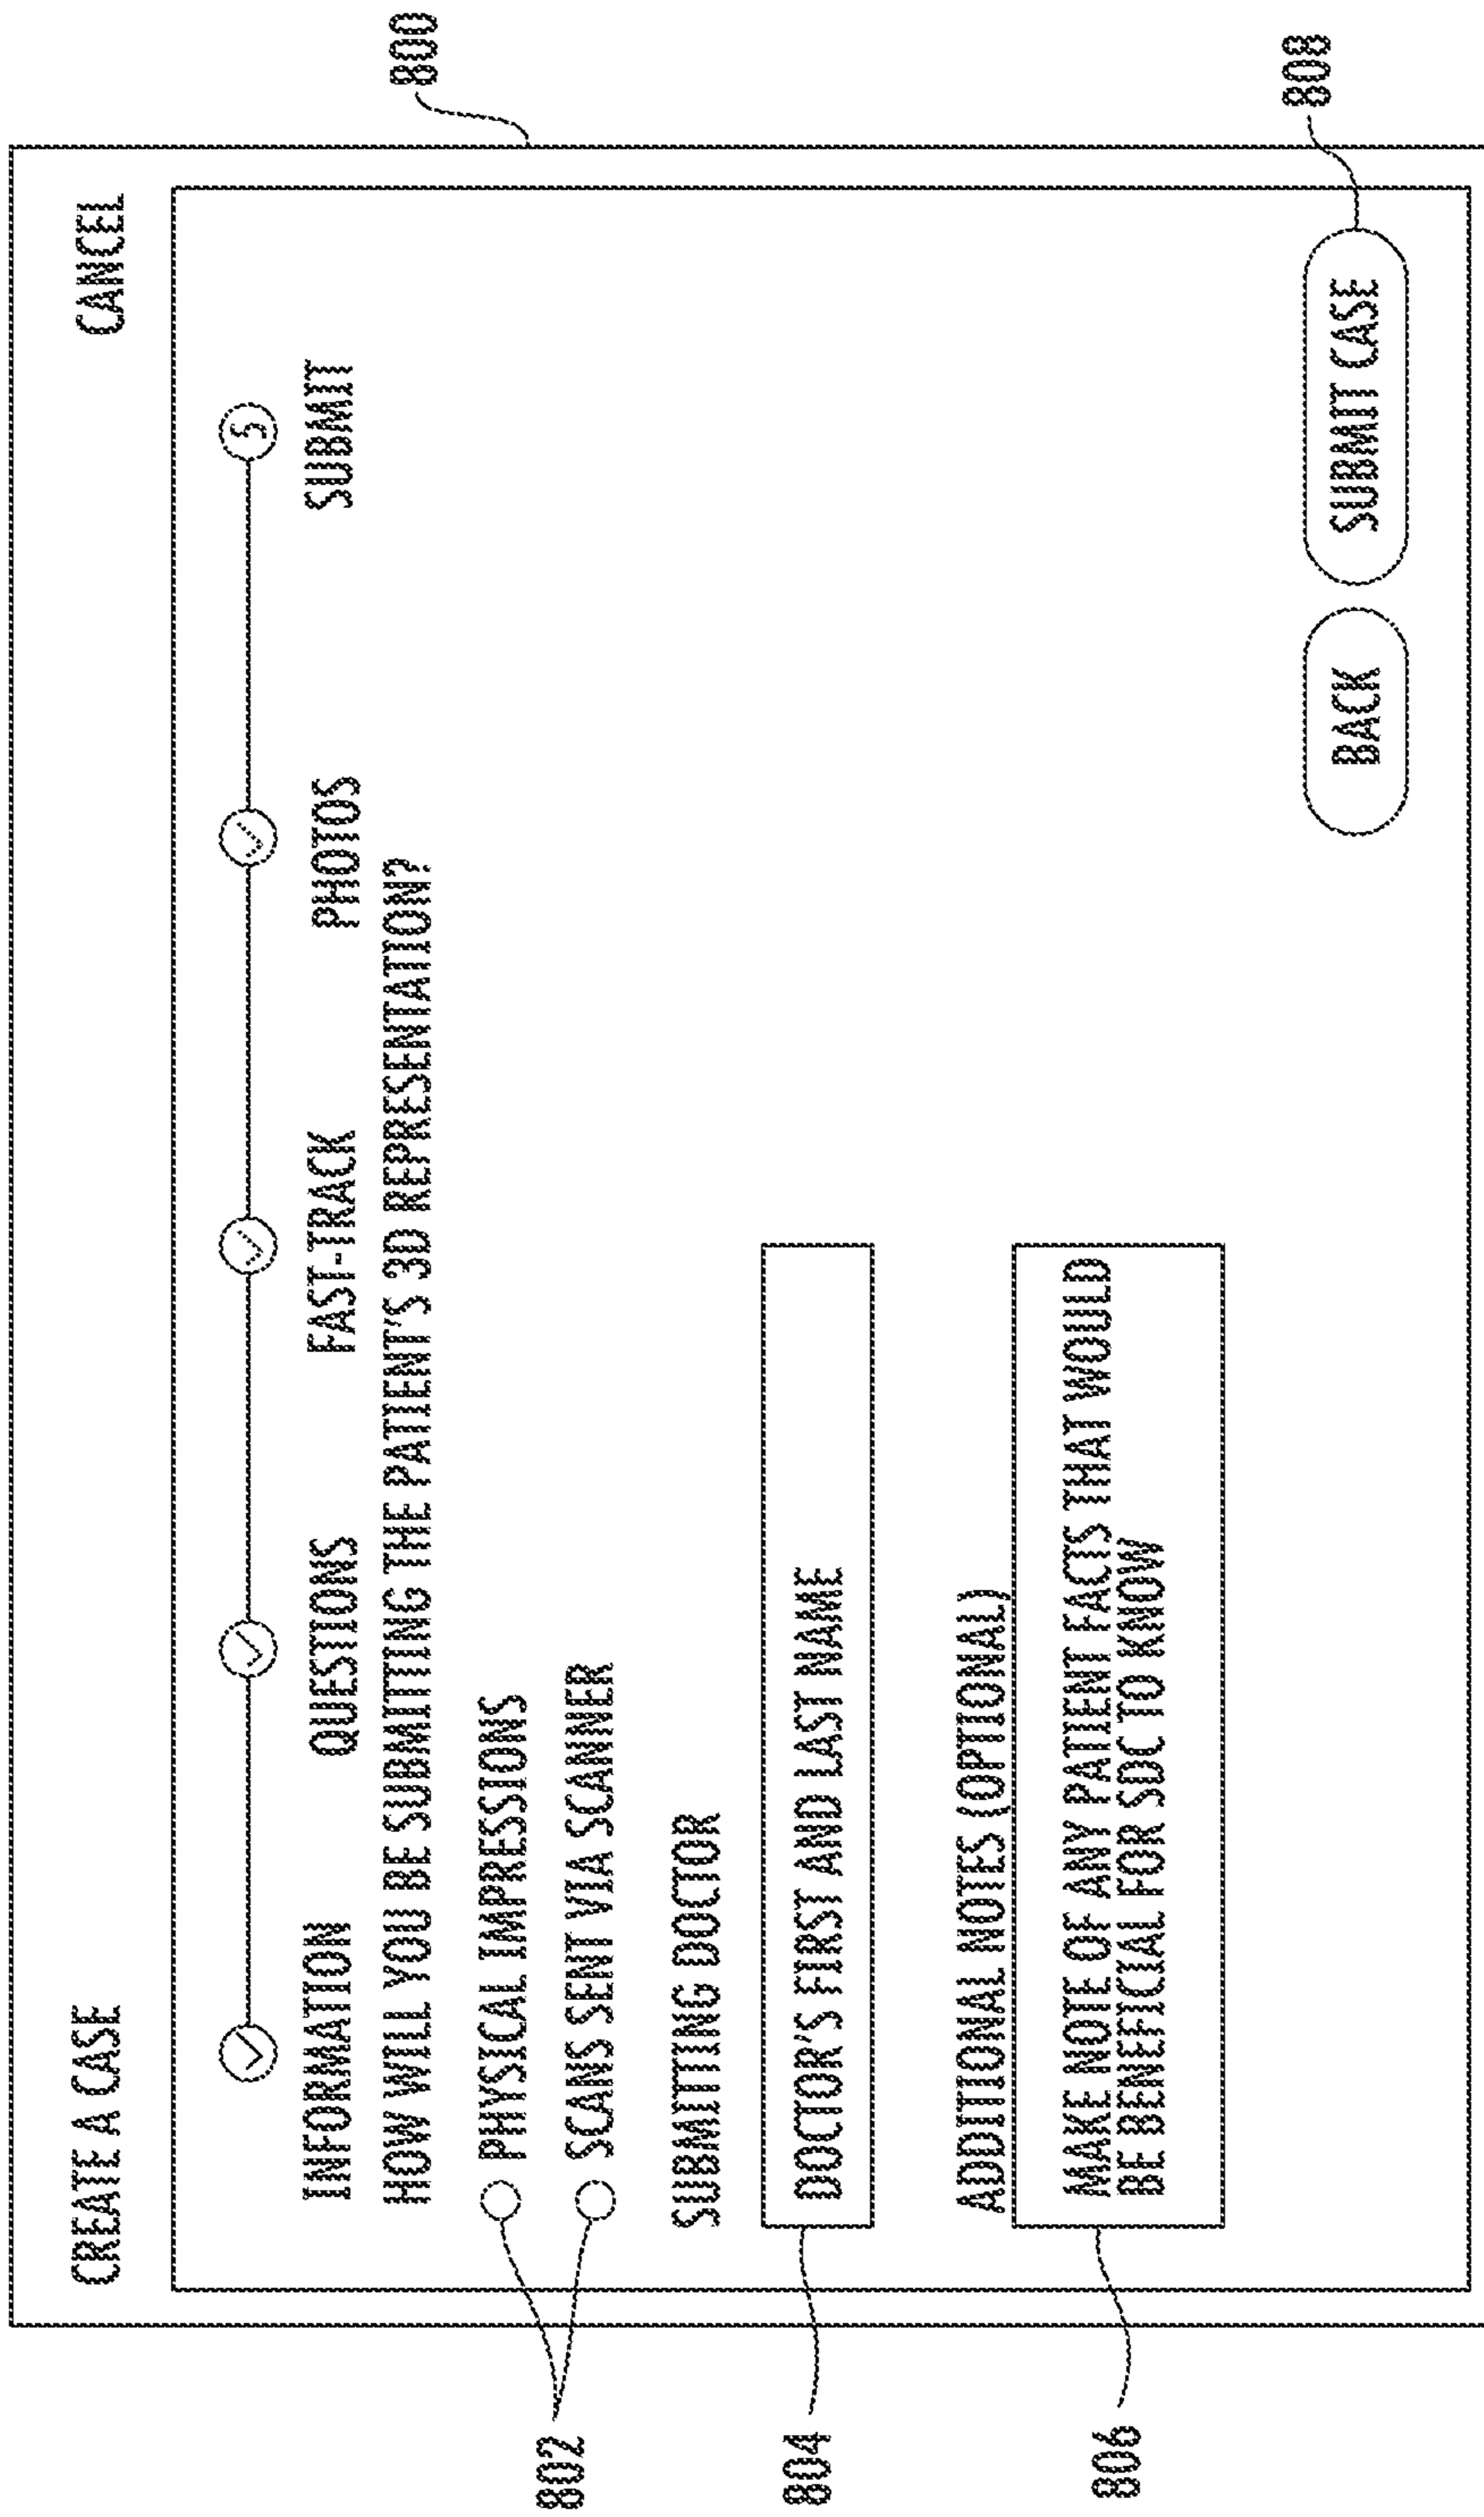 800
CREATE A CASE
CANCEL
5
INFORMATION
QUESTIONS
FAST-TRACK
PHOTOS
SUBMIT
HOW WILL YOU BE SUBMITTING THE PATIENT'S 3D REPRESENTATION?
PHYSICAL IMPRESSIONS
SCANS SENT VIA SCANNER
802
SUBMITTING DOCTOR
DOCTOR'S FIRST AND LAST NAME
804
ADDITIONAL NOTES (OPTIONAL)
MAKE NOTE OF ANY PATIENT FACTS THAT WOULD
BE BENEFICIAL FOR SDC TO KNOW
806
BACK
SUBMIT CASE
808